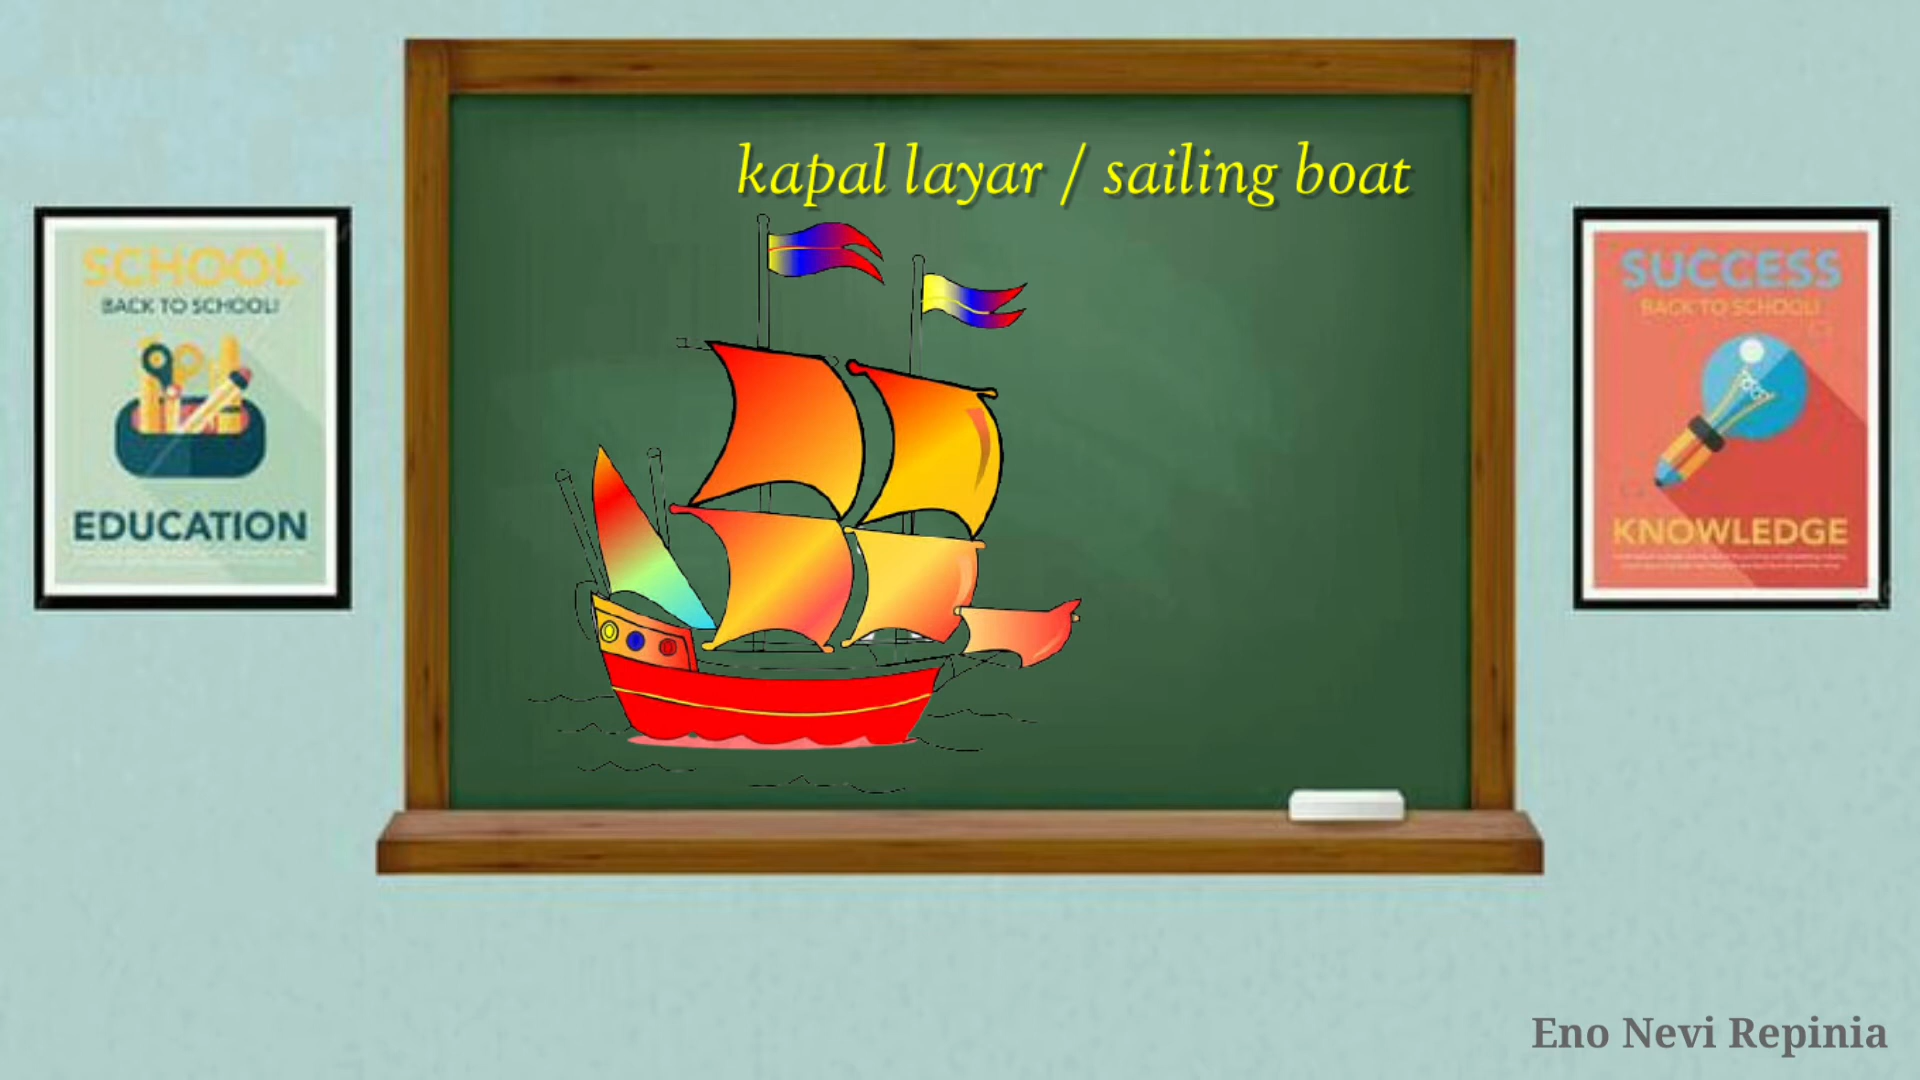 kapal layar / sailing boat
SCHOOL
BACK TO SCHOOL!
EDUCATION
SUCCESS
BACK TO SCHOOL!
KNOWLEDGE
Eno Nevi Repinia